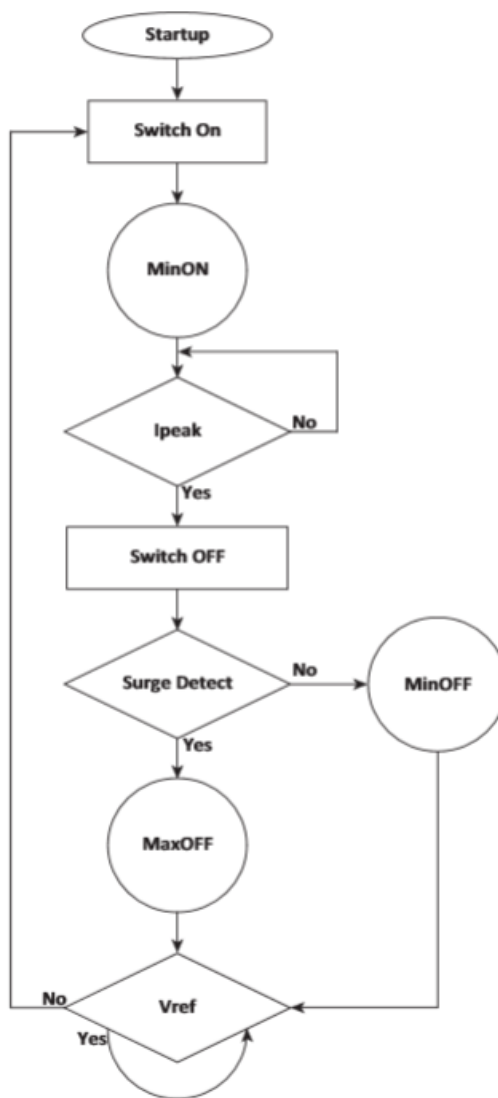 Startup
Switch On
MinON
Ipeak
No
Yes
Switch OFF
Surge Detect
No
MinOFF
Yes
MaxOFF
No
Vref
Yes